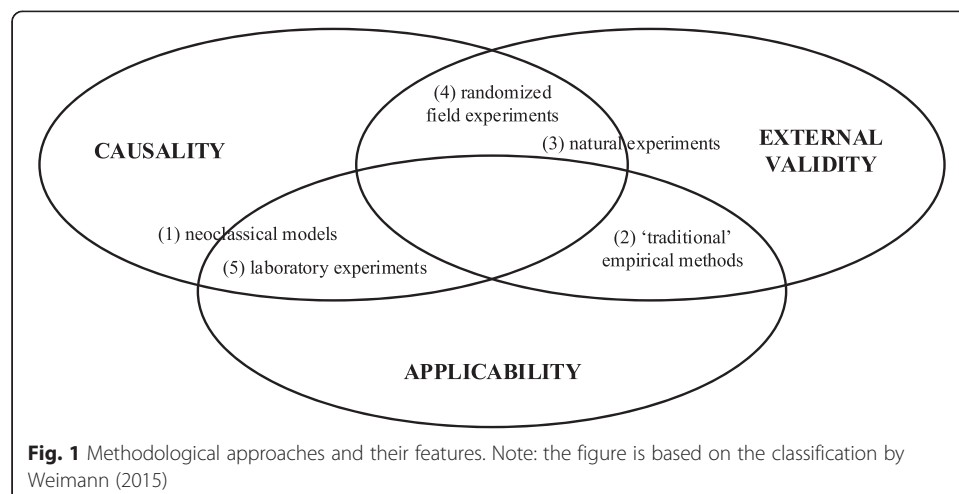 (4) randomized
field experiments
CAUSALITY
(3) natural experiments
EXTERNAL
VALIDITY
(1) neoclassical models
(2) ‘traditional’
empirical methods
(5) laboratory experiments
APPLICABILITY
Fig. 1 Methodological approaches and their features. Note: the figure is based on the classification by
Weimann (2015)